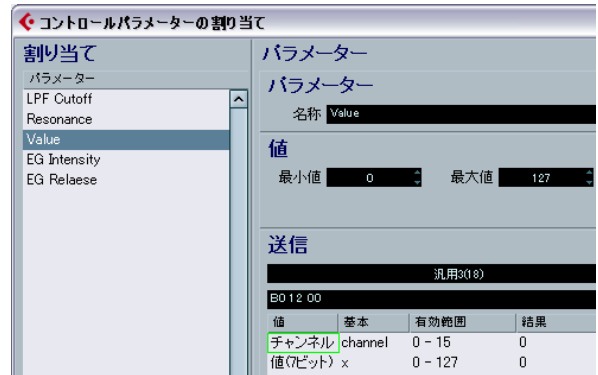 コントロールパラメーターの割り当て
割り当て
パラメーター
LPF Cutoff
Resonance
Value
EG Intensity
EG Relaese
パラメーター
パラメーター
名称 Value
値
最小値 0 最大値 127
送信
汎用3(18)
B0 12 00
値 基本 有効範囲 結果
チャンネル channel 0 - 15 0
値(7ビット) x 0 - 127 0